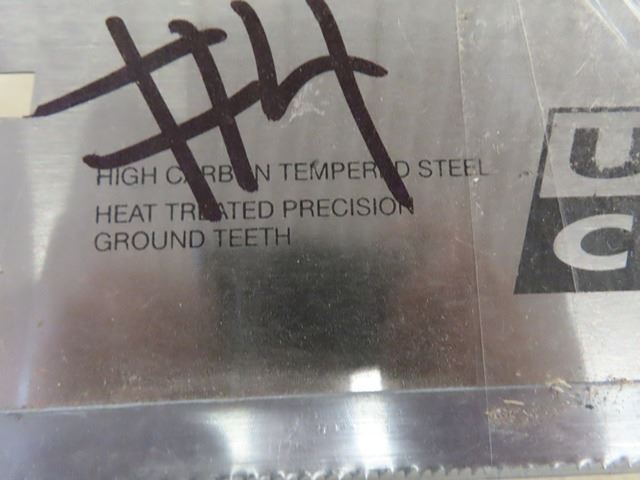 #4
HIGH CARBON TEMPERED STEEL
HEAT TREATED PRECISION
GROUND TEETH
U
C